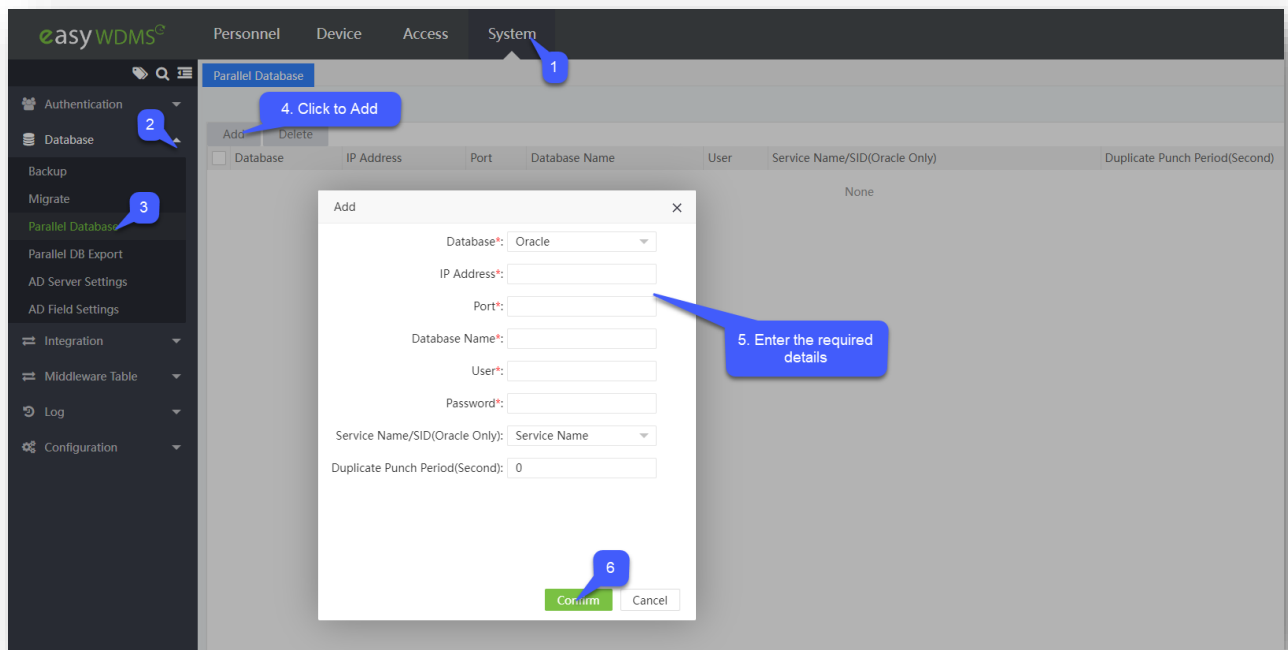 easy WDMS
Personnel Device Access System
1
Parallel Database
Authentication
4. Click to Add
2
Database
Add Delete
Database IP Address Port Database Name User Service Name/SID(Oracle Only) Duplicate Punch Period(Second)
Backup
None
Migrate
3
Parallel Database
Parallel DB Export
AD Server Settings
AD Field Settings
Integration
Middleware Table
Log
Configuration
Add
Database*: Oracle
IP Address*:
Port*:
Database Name*:
User*:
Password*:
Service Name/SID(Oracle Only): Service Name
Duplicate Punch Period(Second): 0
5. Enter the required
details
6
Confirm Cancel